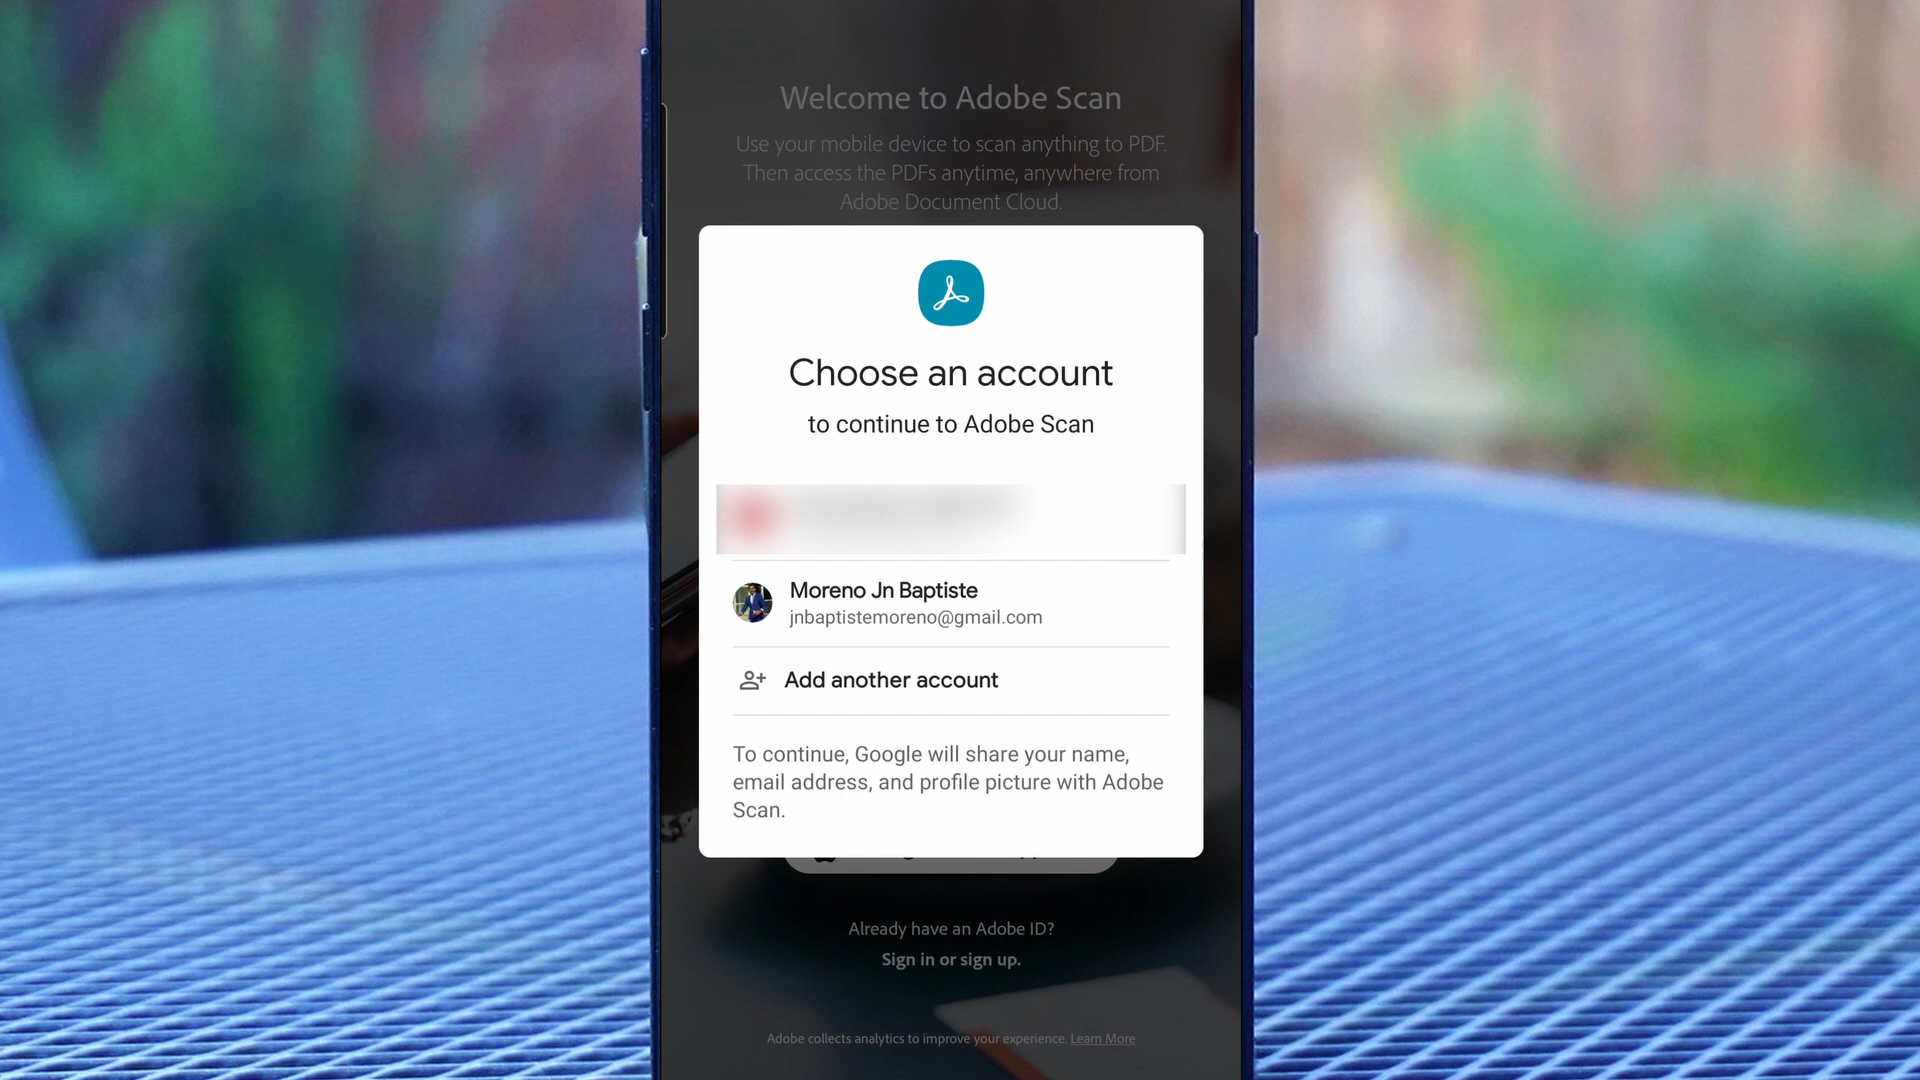 Welcome to Adobe Scan
Use your mobile device to scan anything to PDF.
Then access the PDFs anytime, anywhere from
Adobe Document Cloud.
Choose an account
to continue to Adobe Scan
Moreno Jn Baptiste
jnbaptistemoreno@gmail.com
Add another account
To continue, Google will share your name,
email address, and profile picture with Adobe
Scan.
Already have an Adobe ID?
Sign in or sign up.
Adobe collects analytics to improve your experience. Learn More